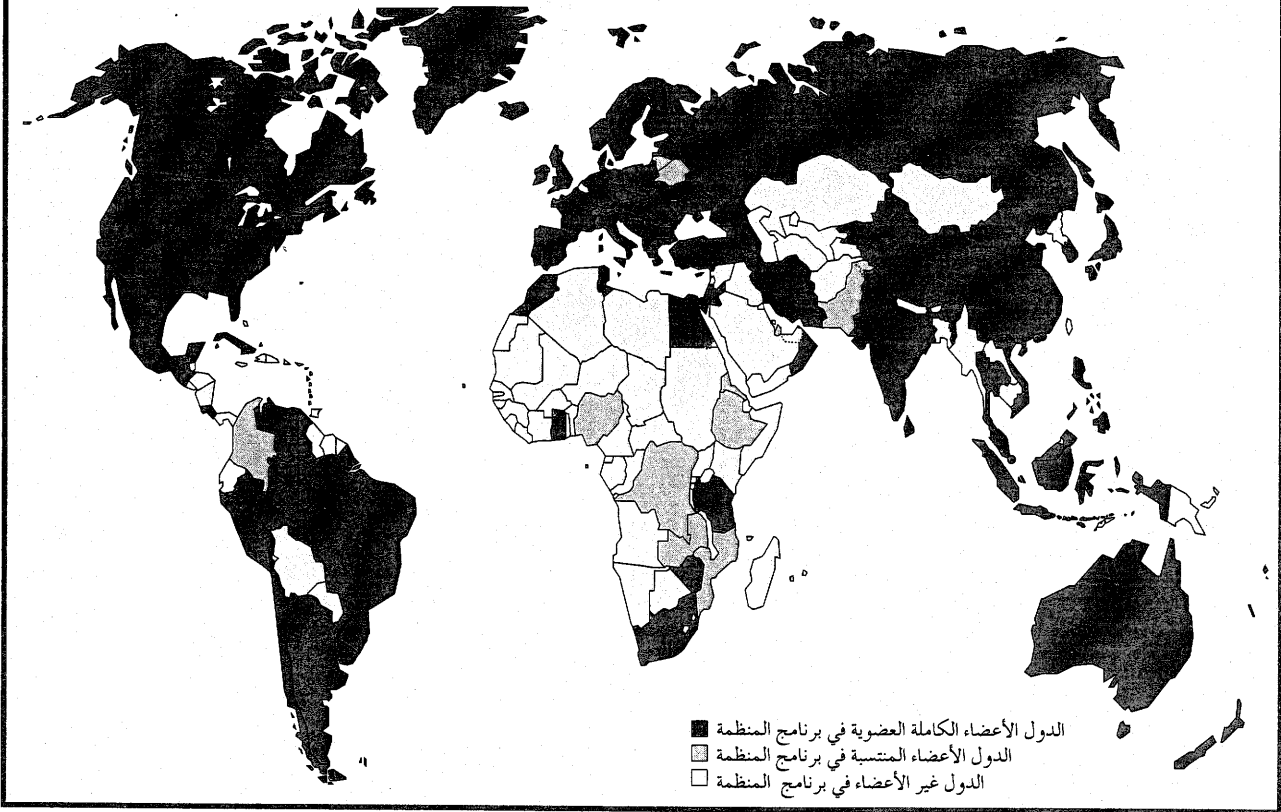 الدول الأعضاء الكاملة العضوية في برنامج المنظمة
الدول الأعضاء المنتسبة في برنامج المنظمة
الدول غير الأعضاء في برنامج المنظمة